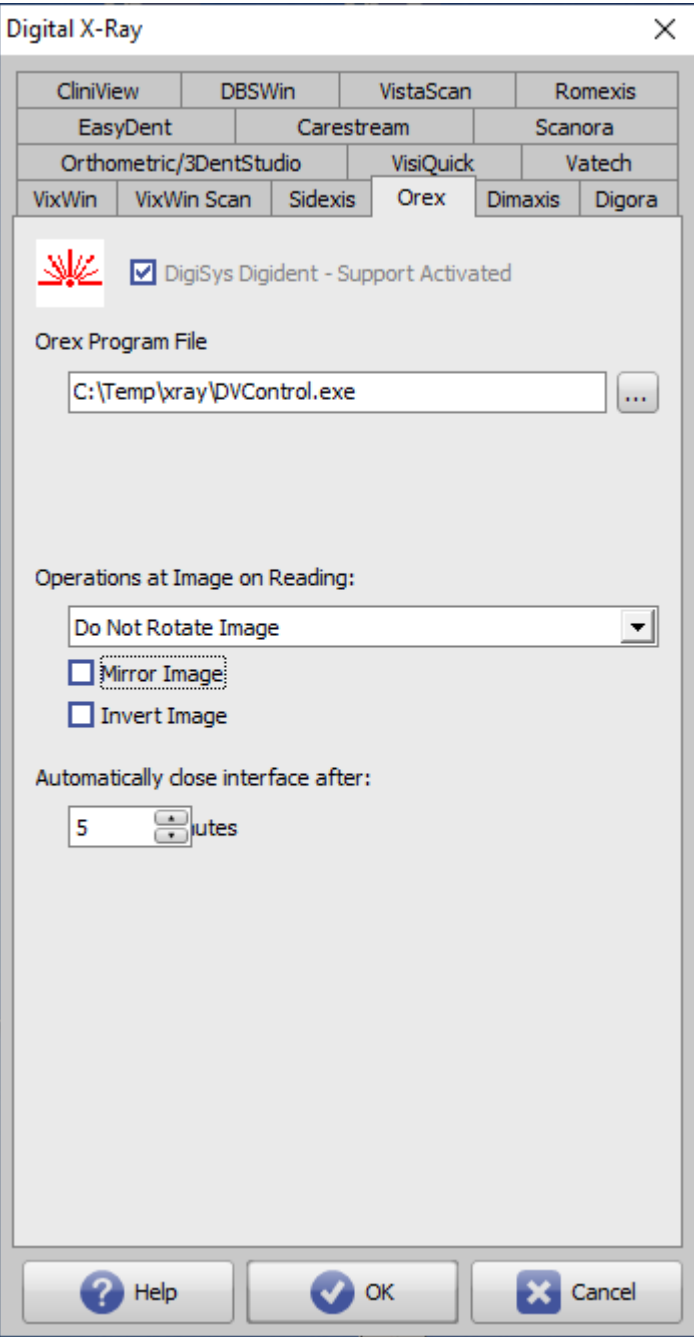 Digital X-Ray
CliniView DBSWin VistaScan Romexis
EasyDent Carestream Scanora
Orthometric/3DentStudio VisiQuick Vatech
VixWin VixWin Scan Sidexis Orex Dimaxis Digora
DigiSys Digident - Support Activated
Orex Program File
C:\Temp\xray\DVControl.exe ...
Operations at Image on Reading:
Do Not Rotate Image
Mirror Image
Invert Image
Automatically close interface after:
5 utes
Help OK Cancel